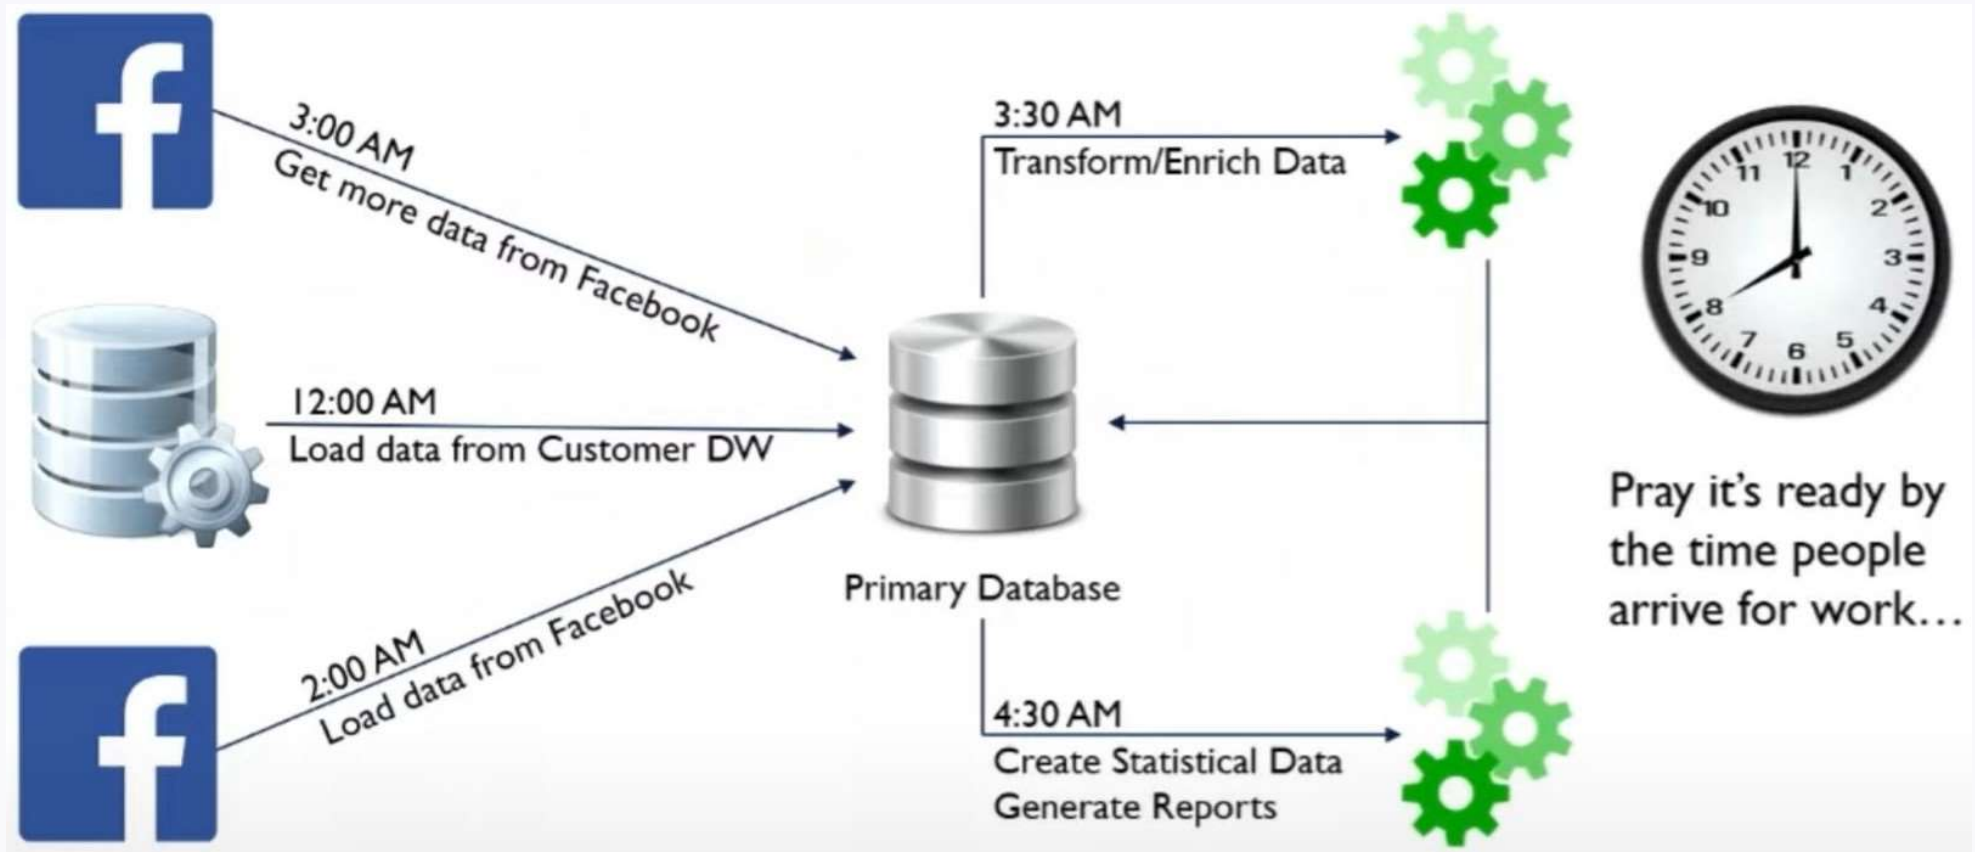 3:00 AM
Get more data from Facebook
12:00 AM
Load data from Customer DW
2:00 AM
Load data from Facebook
Primary Database
3:30 AM
Transform/Enrich Data
4:30 AM
Create Statistical Data
Generate Reports
12
1
2
3
4
5
6
7
8
9
10
11
Pray it's ready by
the time people
arrive for work...